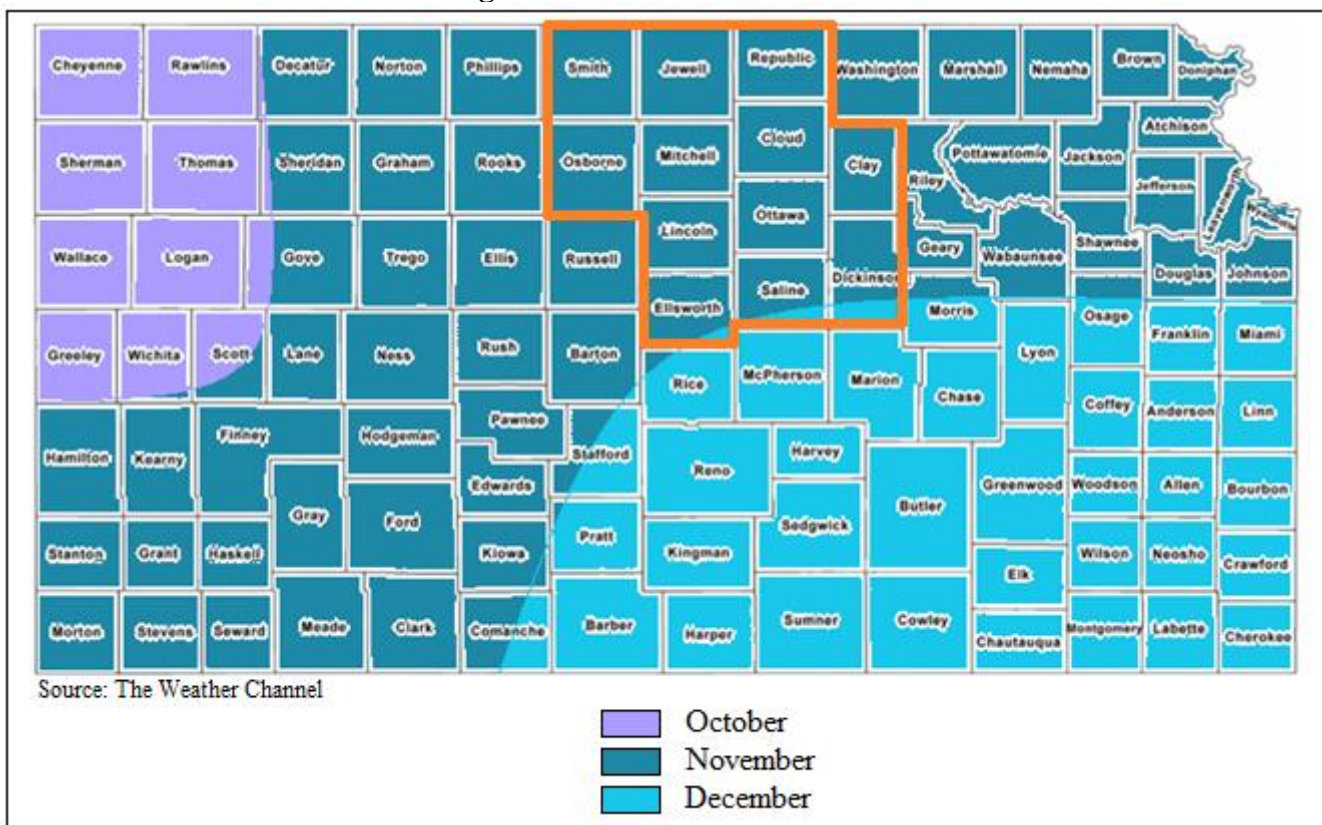 Cheyenne Rawlins Decatur Norton Phillips Smith Jewell Republic Washington Marshall Nemaha Brown Doniphan
Sherman Thomas Sheridan Graham Rooks Osborne Mitchell Cloud Clay Riley Pottawatomie Jackson Atchison
Jefferson Leavenworth Wyandotte
Wallace Logan Gove Trego Ellis Russell Lincoln Ottawa Geary Wabaunsee Shawnee Douglas Johnson
Ellsworth Saline Dickinson Morris
Greeley Wichita Scott Lane Ness Rush Barton Rice McPherson Marion Chase Lyon Osage Franklin Miami
Hamilton Kearny Finney Hodgeman Pawnee Stafford Reno Harvey Coffey Anderson Linn
Edwards Sedgwick Butler Greenwood Woodson Allen Bourbon
Gray Ford
Stanton Grant Haskell Kiowa Pratt Kingman Elk Wilson Neosho Crawford
Morton Stevens Seward Meade Clark Comanche Barber Harper Sumner Cowley Chautauqua Montgomery Labette Cherokee
Source: The Weather Channel
October
November
December